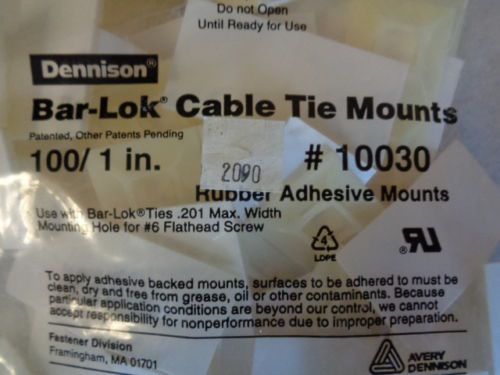 Do not Open
Until Ready for Use
Dennison®
Bar-Lok® Cable Tie Mounts
Patented, Other Patents Pending
100/ 1 in. # 10030
2090
Rubber Adhesive Mounts
Use with Bar-Lok® Ties .201 Max. Width
Mounting Hole for #6 Flathead Screw
4
LDPE
RU
To apply adhesive backed mounts, surfaces to be adhered to must be
clean, dry and free from grease, oil or other contaminants. Because
particular application conditions are beyond our control, we cannot
accept responsibility for nonperformance due to improper preparation.
Fastener Division
Framingham, MA 01701
AVERY
DENNISON